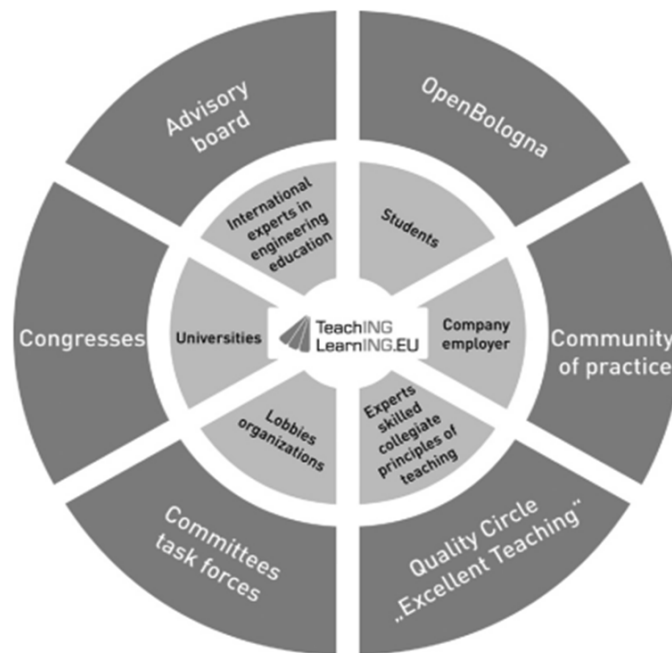 Advisory
board
OpenBologna
International
experts in
engineering
education
Students
Congresses
Universities
TeachING
LearnING.EU
Company
employer
Community
of practice
Lobbies
organizations
Experts
skilled
collegiate
principles of
teaching
Committees
task forces
Quality Circle
„Excellent Teaching“